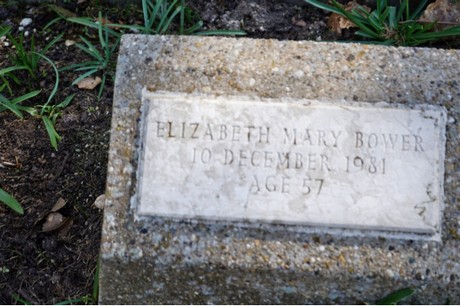 ELIZABETH MARY BOWER
10 DECEMBER 1981
AGE 57